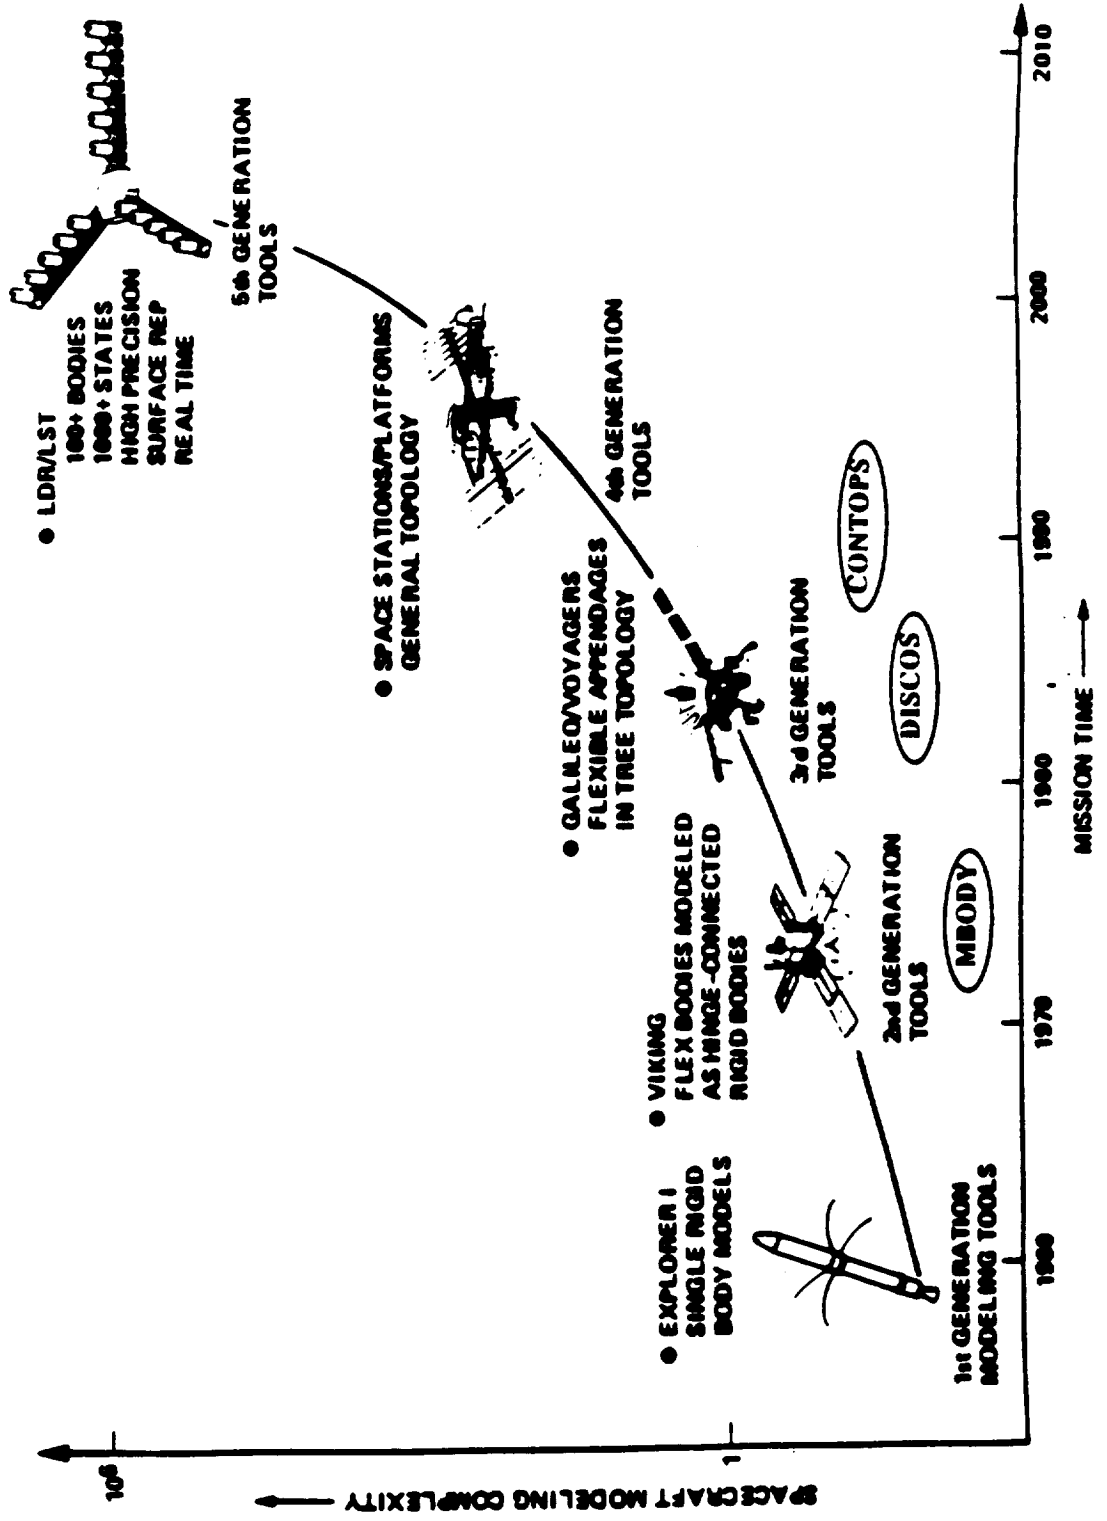 SPACECRAFT MODELING COMPLEXITY
1
● LDR/LST
100+ BODIES
1000+ STATES
HIGH PRECISION
SURFACE REP
REAL TIME
5th GENERATION
TOOLS
● SPACE STATIONS/PLATFORMS
GENERAL TOPOLOGY
4th GENERATION
TOOLS
● GALILEO/VOYAGERS
FLEXIBLE APPENDAGES
IN TREE TOPOLOGY
3rd GENERATION
TOOLS
● VIKING
FLEX BODIES MODELED
AS HINGE-CONNECTED
RIGID BODIES
2nd GENERATION
TOOLS
● EXPLORER I
SINGLE RIGID
BODY MODELS
1st GENERATION
MODELING TOOLS
MBODY
DISCOS
CONTOPS
1960
1970
1980
1990
2000
2010
MISSION TIME